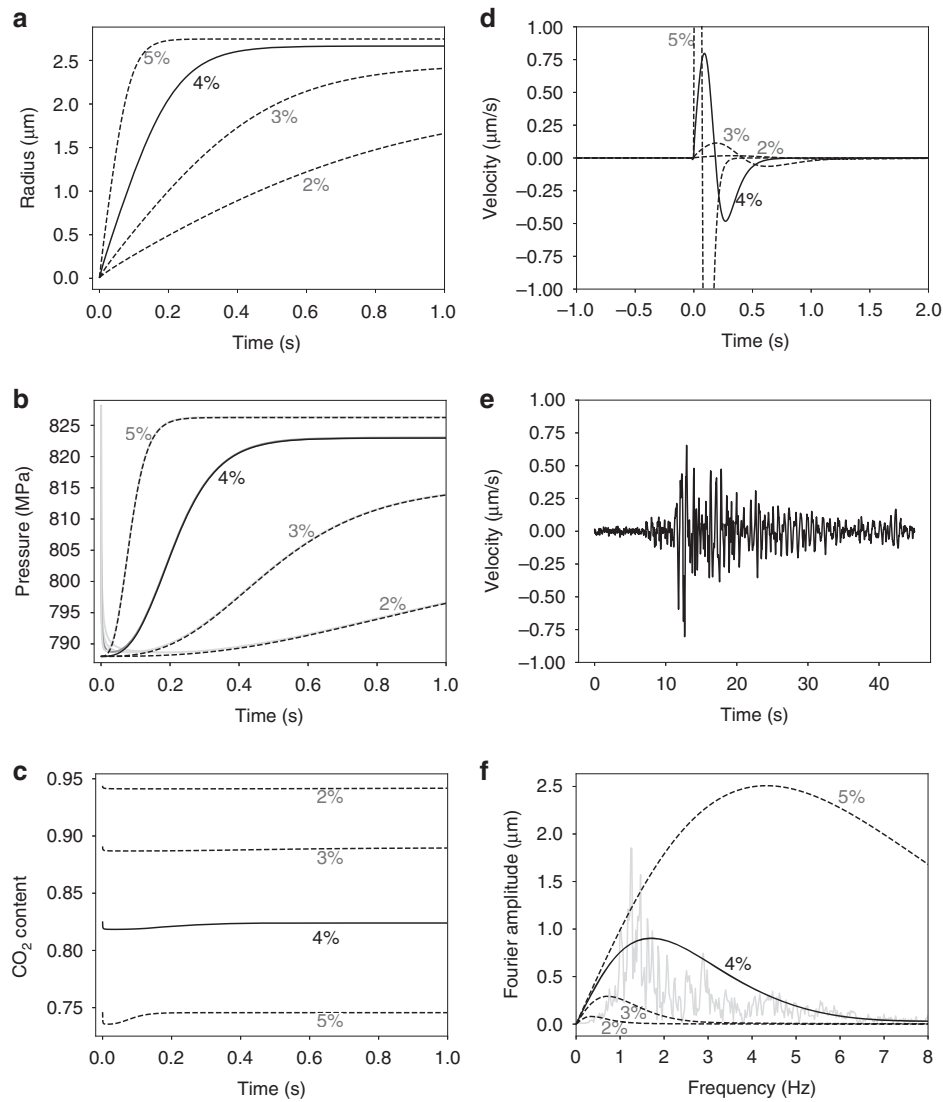 a
Radius (μm)
2.5
2.0
1.5
1.0
0.5
0.0
5%
4%
3%
2%
0.0 0.2 0.4 0.6 0.8 1.0
Time (s)
d
Velocity (μm/s)
1.00
0.75
0.50
0.25
0.00
−0.25
−0.50
−0.75
−1.00
5%
3%
2%
4%
−1.0 −0.5 0.0 0.5 1.0 1.5 2.0
Time (s)
b
Pressure (MPa)
825
820
815
810
805
800
795
790
5%
4%
3%
2%
0.0 0.2 0.4 0.6 0.8 1.0
Time (s)
e
Velocity (μm/s)
1.00
0.75
0.50
0.25
0.00
−0.25
−0.50
−0.75
−1.00
0 10 20 30 40
Time (s)
c
CO₂ content
0.95
0.90
0.85
0.80
0.75
2%
3%
4%
5%
0.0 0.2 0.4 0.6 0.8 1.0
Time (s)
f
Fourier amplitude (μm)
2.5
2.0
1.5
1.0
0.5
0.0
5%
4%
3%
2%
0 1 2 3 4 5 6 7 8
Frequency (Hz)